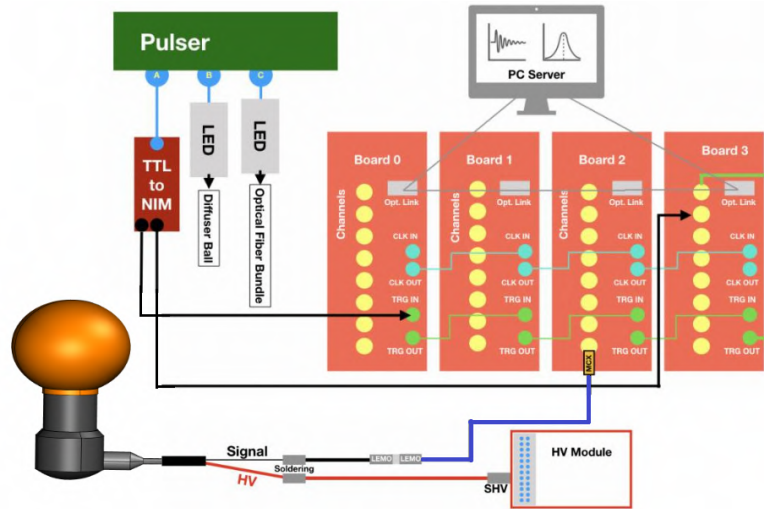 Pulser
A
B
C
PC Server
LED
LED
TTL
to
NIM
Diffuser Ball
Optical Fiber Bundle
Board 0
Board 1
Board 2
Board 3
Channels
Opt. Link
CLK IN
CLK OUT
TRG IN
TRG OUT
Channels
Opt. Link
CLK IN
CLK OUT
TRG IN
TRG OUT
Channels
Opt. Link
CLK IN
CLK OUT
TRG IN
TRG OUT
MCX
Opt. Link
CLK IN
CLK OUT
TRG IN
TRG OUT
Signal
HV
Soldering
LEMO
LEMO
SHV
HV Module